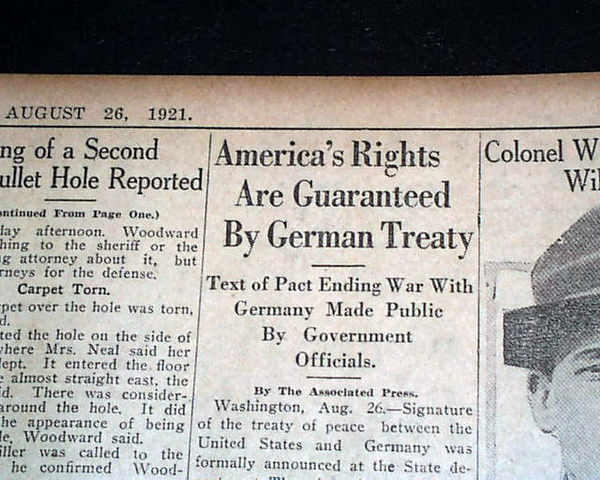 AUGUST 26, 1921.
ng of a Second
ullet Hole Reported
ontinued From Page One.)
day afternoon. Woodward
hing to the sheriff or the
g attorney about it, but
rneys for the defense.
Carpet Torn.
rpet over the hole was torn,
d.
ted the hole on the side of
where Mrs. Neal said her
lept. It entered the floor
e almost straight east, the
id. There was consider-
around the hole. It did
he appearance of being
le, Woodward said.
iller was called to the
he confirmed Wood-
America's Rights
Are Guaranteed
By German Treaty
Text of Pact Ending War With
Germany Made Public
By Government
Officials.
By The Associated Press.
Washington, Aug. 26.—Signature
of the treaty of peace between the
United States and Germany was
formally announced at the State de-
Colonel W
Wil